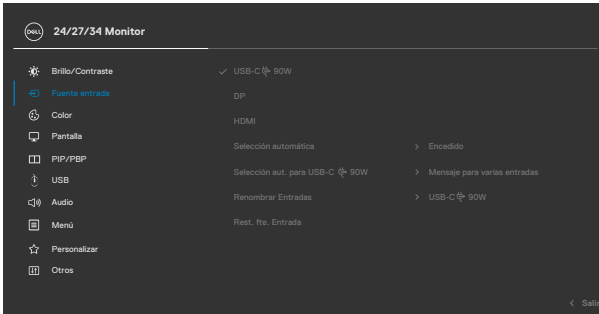 DELL 24/27/34 Monitor
Brillo/Contraste
USB-C 90W
Fuente entrada
DP
Color
HDMI
Pantalla
Selección automática > Encedido
PIP/PBP
Selección aut. para USB-C 90W > Mensaje para varias entradas
USB
Renombrar Entradas > USB-C 90W
Audio
Rest. fte. Entrada
Menú
Personalizar
Otros
< Salir